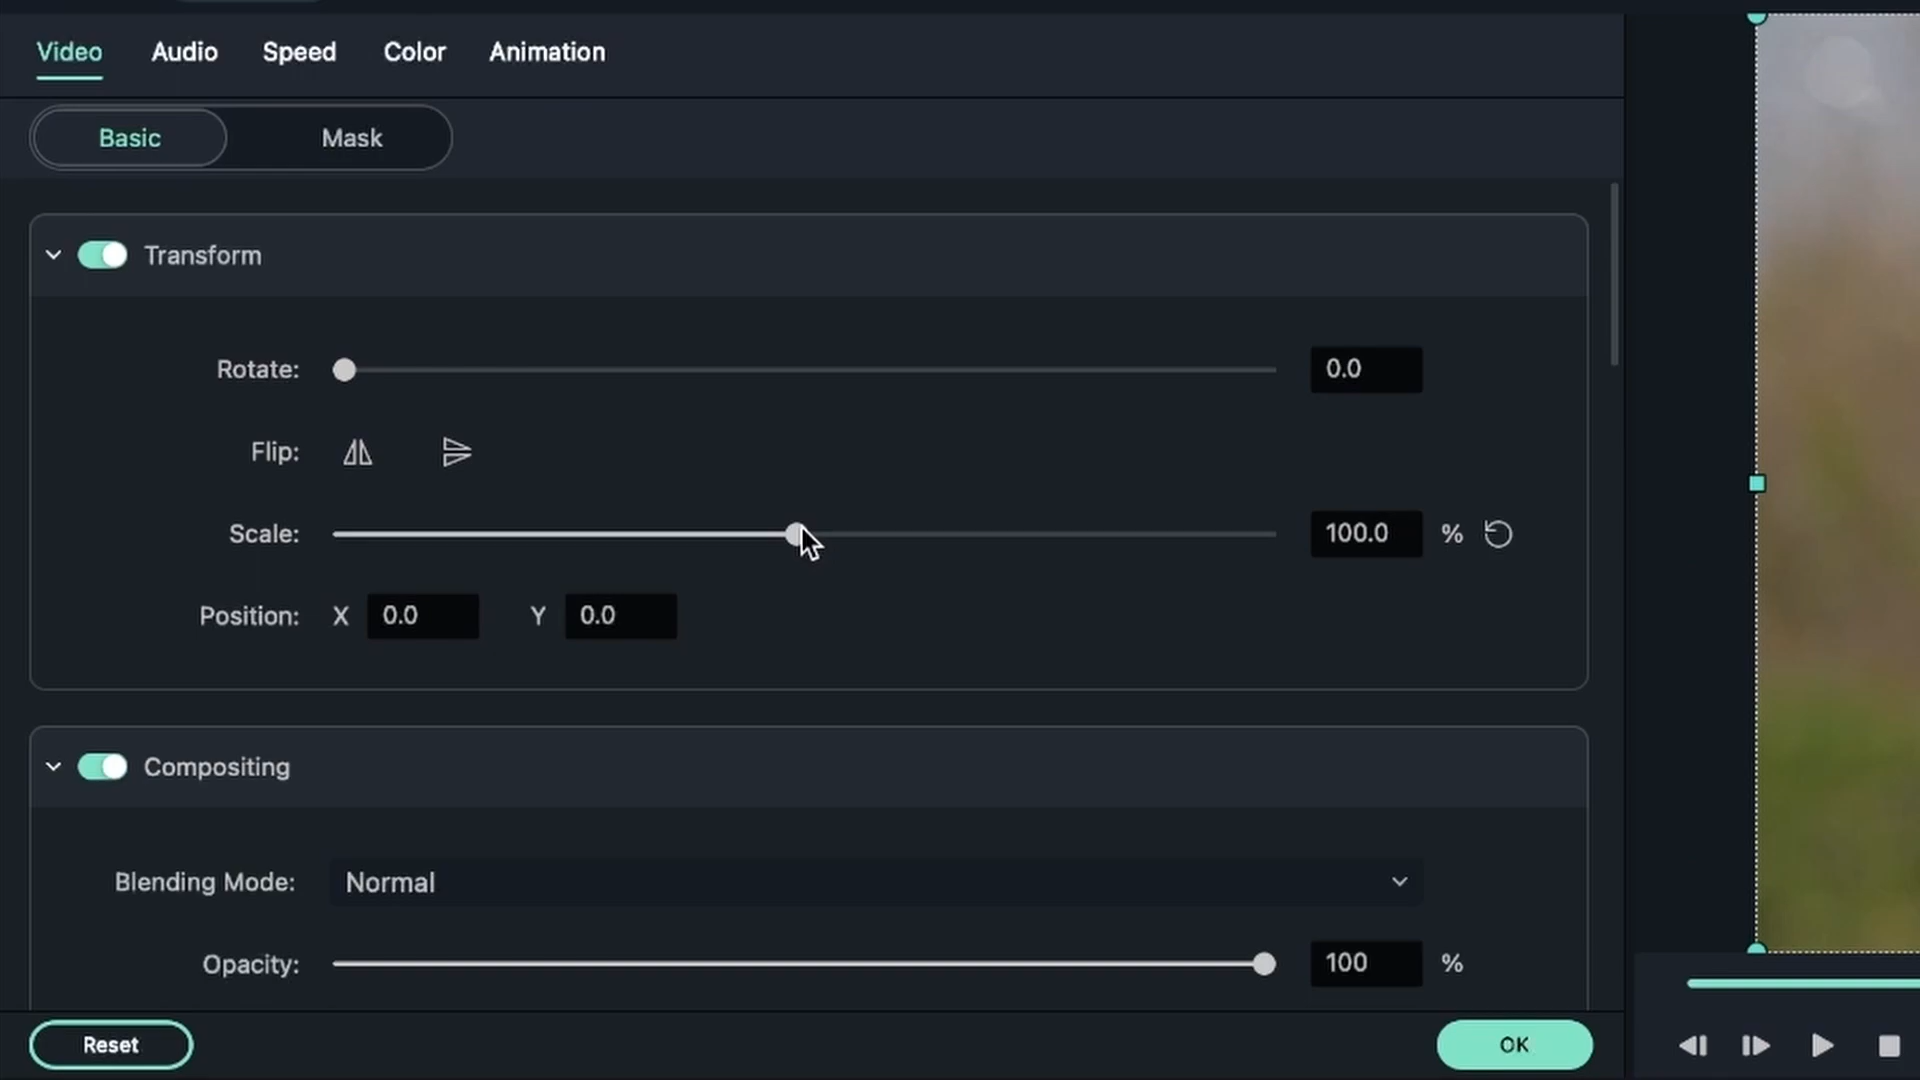 Video Audio Speed Color Animation
Basic Mask
Transform
Rotate: 0.0
Flip:
Scale: 100.0 %
Position: X 0.0 Y 0.0
Compositing
Blending Mode: Normal
Opacity: 100 %
Reset OK